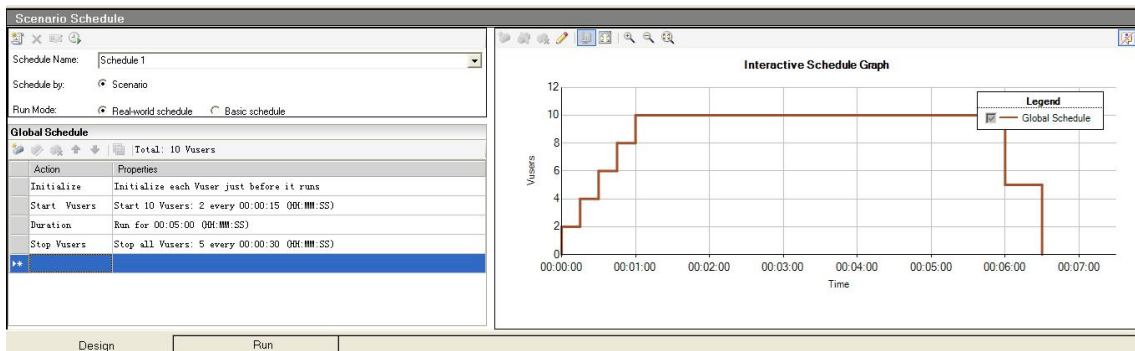 Scenario Schedule
Schedule Name: Schedule 1
Schedule by: Scenario
Run Mode: Real-world schedule Basic schedule
Global Schedule
Total: 10 Vusers
Action Properties
Initialize Initialize each Vuser just before it runs
Start Vusers Start 10 Vusers: 2 every 00:00:15 (HH:MM:SS)
Duration Run for 00:05:00 (HH:MM:SS)
Stop Vusers Stop all Vusers: 5 every 00:00:30 (HH:MM:SS)
Design Run
Interactive Schedule Graph
Legend
Global Schedule
Vusers
12
10
8
6
4
2
0
00:00:00 00:01:00 00:02:00 00:03:00 00:04:00 00:05:00 00:06:00 00:07:00
Time